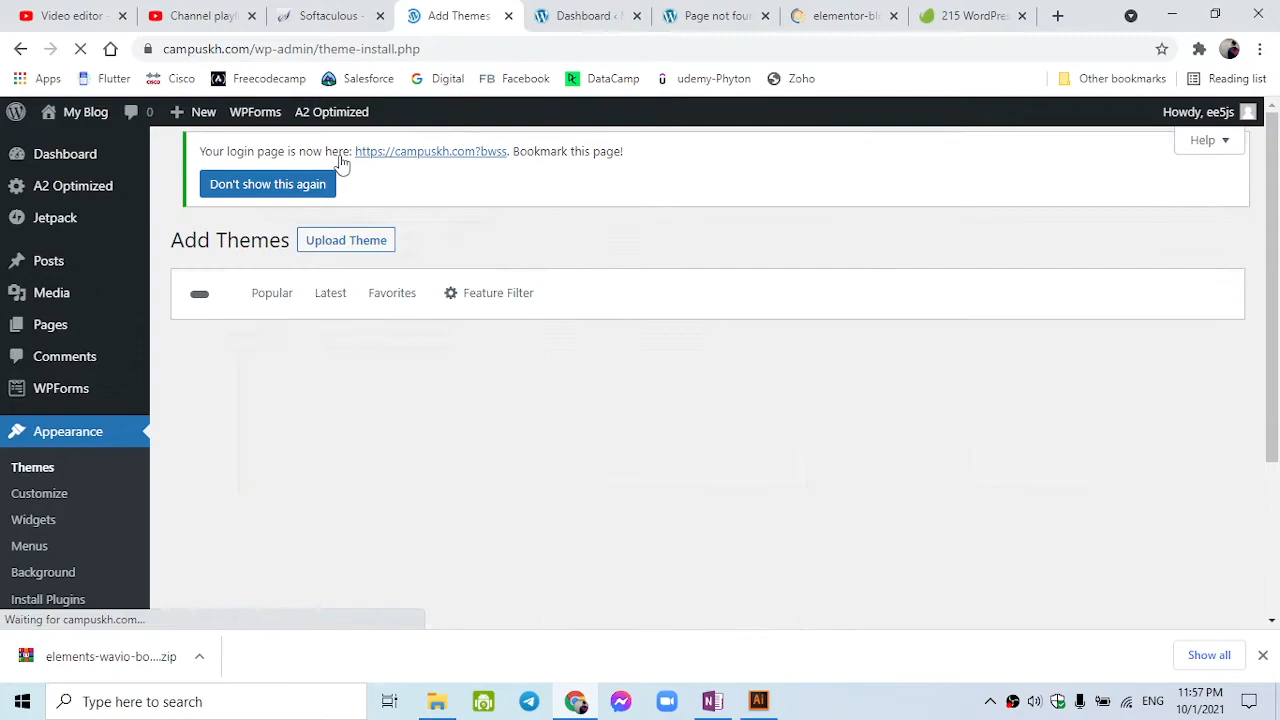 Video editor -
Channel playl
Softaculous -
Add Themes
Dashboard ‹
Page not four
elementor-bl
215 WordPres
campuskh.com/wp-admin/theme-install.php
Apps
Flutter
Cisco
Freecodecamp
Salesforce
Digital
FB Facebook
DataCamp
udemy-Phyton
Zoho
Other bookmarks
Reading list
My Blog
0
New
WPForms
A2 Optimized
Howdy, ee5js
Your login page is now here: https://campuskh.com?bwss. Bookmark this page!
Help
Don't show this again
Dashboard
A2 Optimized
Jetpack
Posts
Media
Pages
Comments
WPForms
Appearance
Themes
Customize
Widgets
Menus
Background
Install Plugins
Add Themes
Upload Theme
Popular
Latest
Favorites
Feature Filter
Waiting for campuskh.com...
elements-wavio-bo....zip
Show all
Type here to search
Ai
ENG
11:57 PM
10/1/2021